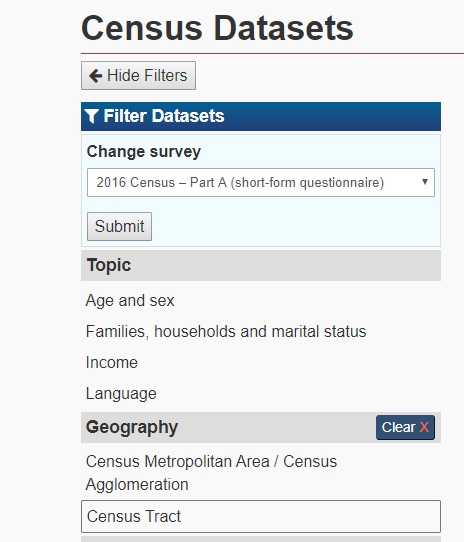 Census Datasets
Hide Filters
Filter Datasets
Change survey
2016 Census – Part A (short-form questionnaire)
Submit
Topic
Age and sex
Families, households and marital status
Income
Language
Geography
Clear X
Census Metropolitan Area / Census
Agglomeration
Census Tract